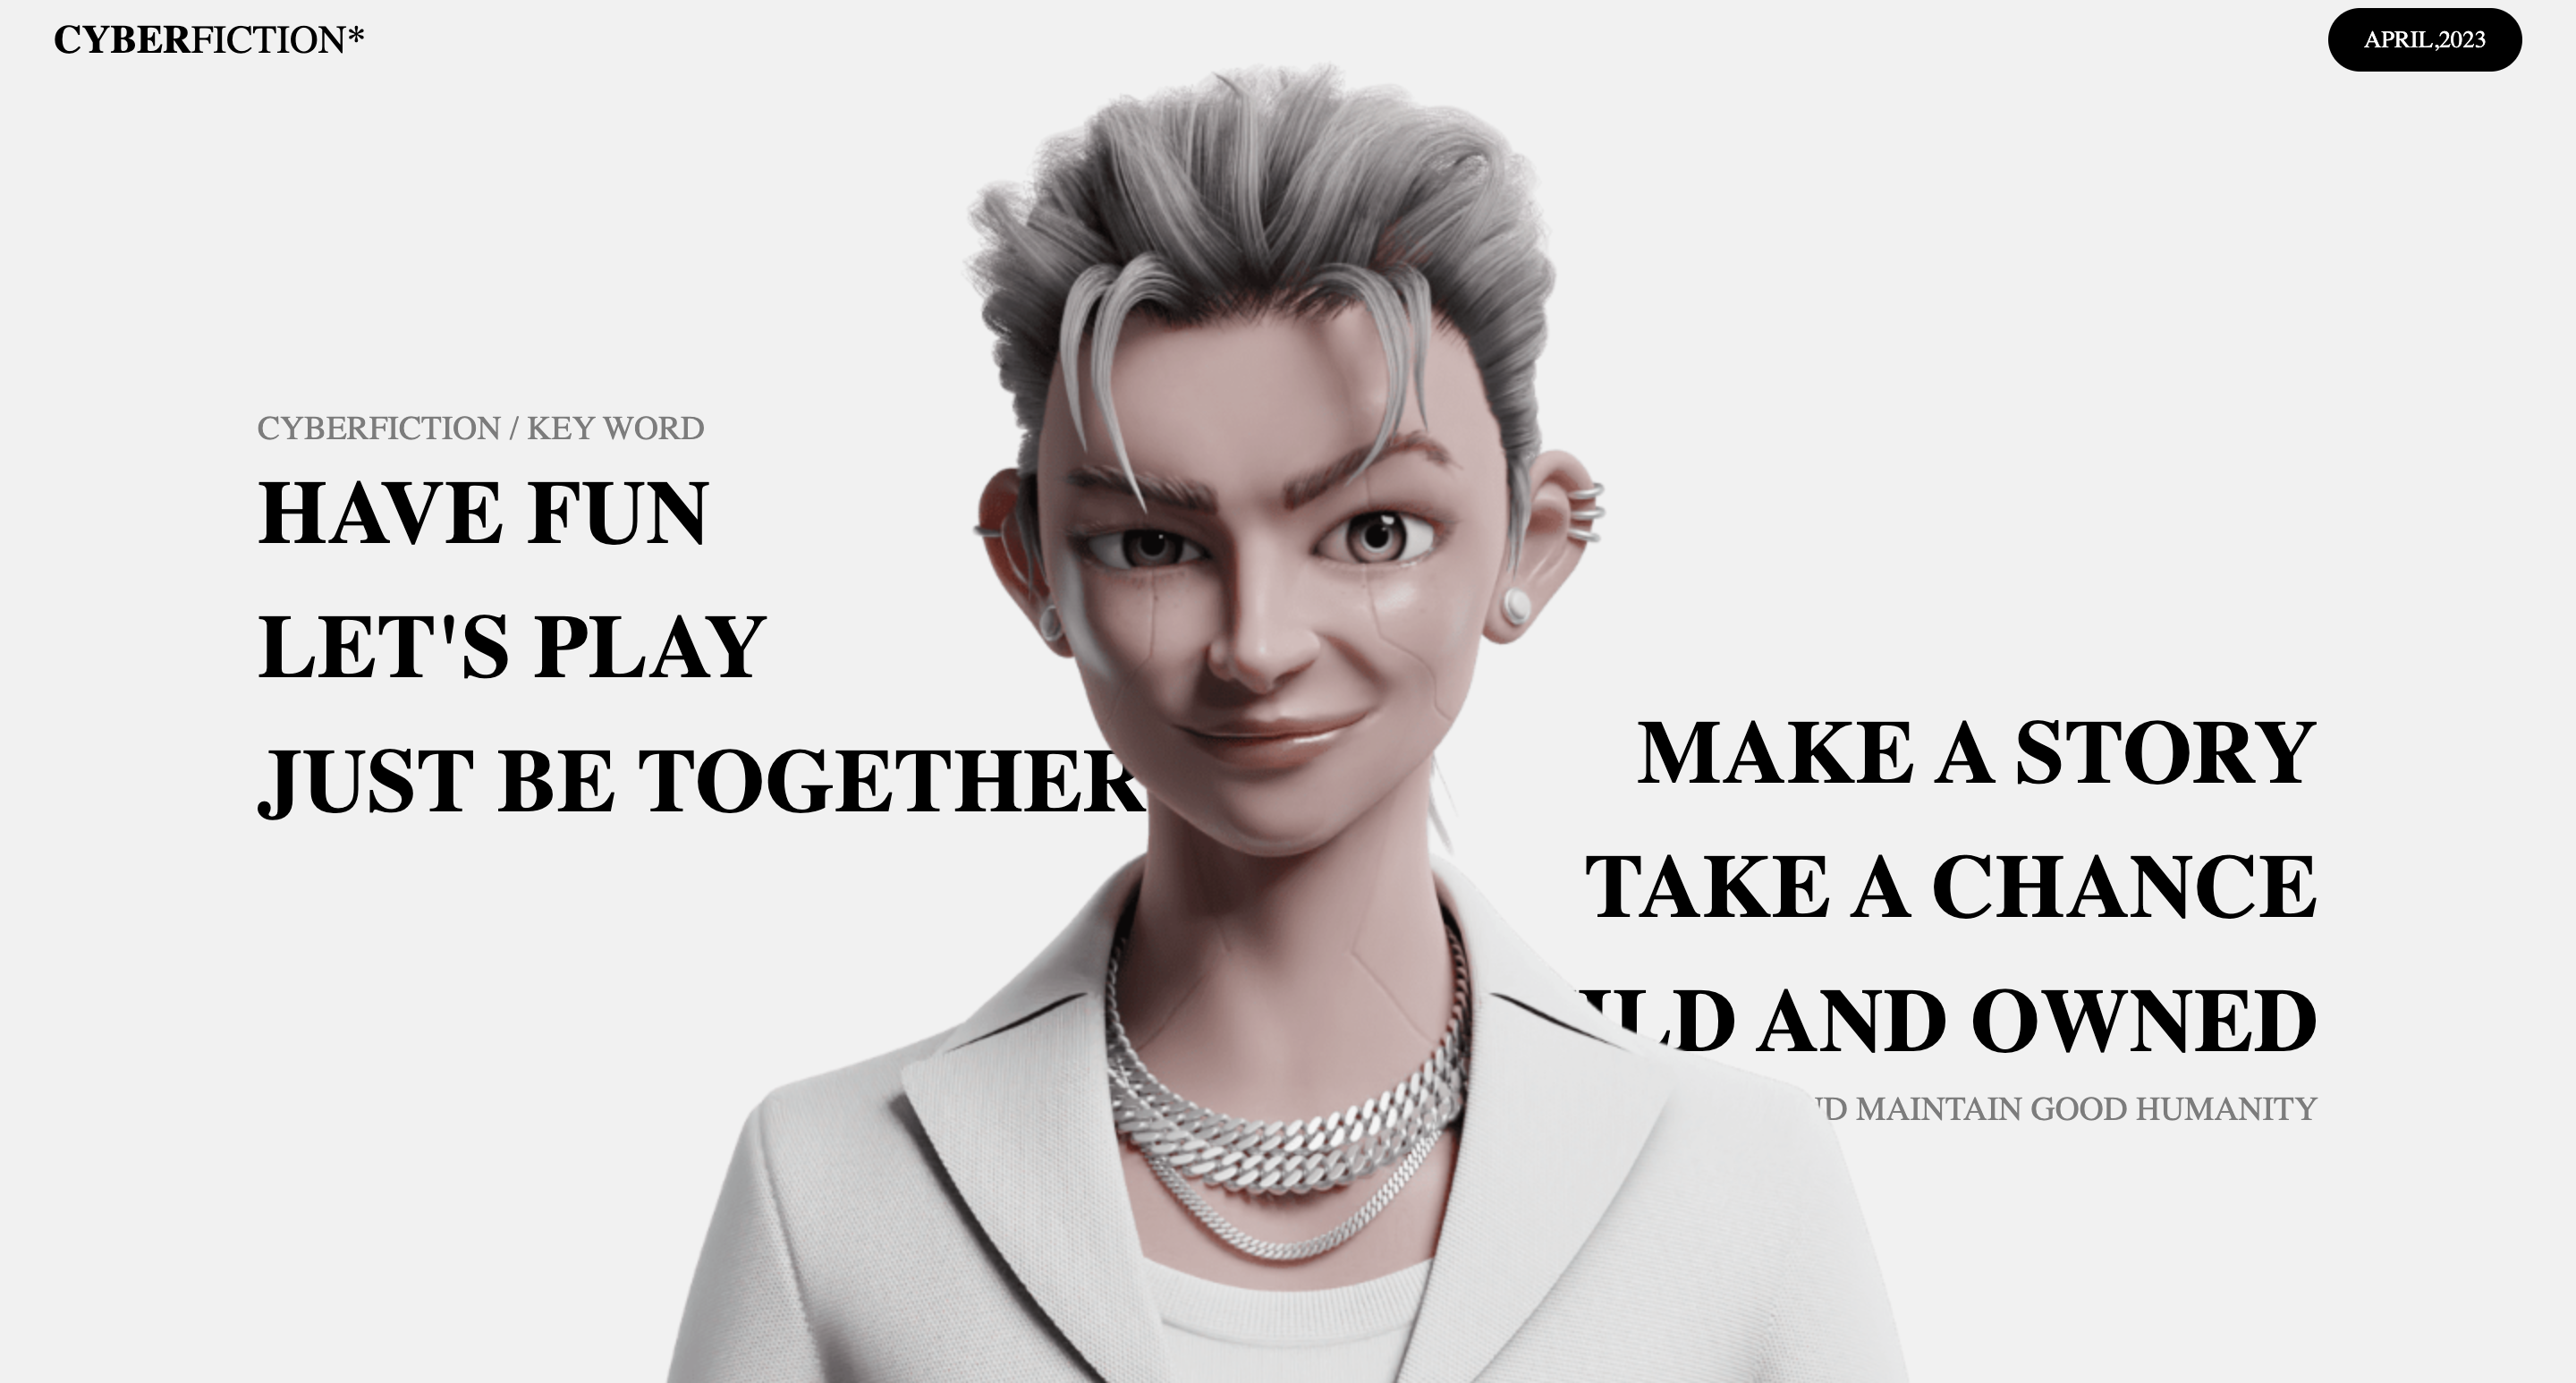 CYBERFICTION*
APRIL,2023
CYBERFICTION / KEY WORD
HAVE FUN
LET'S PLAY
JUST BE TOGETHER
MAKE A STORY
TAKE A CHANCE
AND OWNED
MAINTAIN GOOD HUMANITY